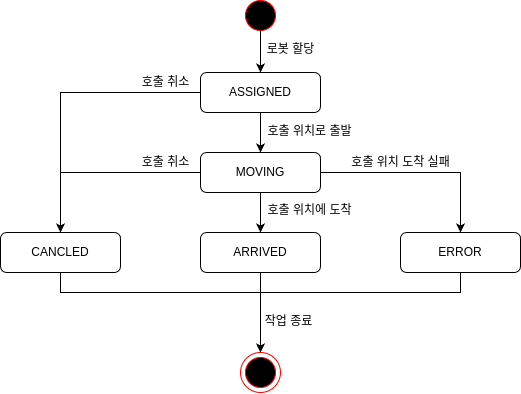 로봇 할당
호출 취소
ASSIGNED
호출 위치로 출발
호출 취소
MOVING
호출 위치 도착 실패
호출 위치에 도착
CANCLED
ARRIVED
ERROR
작업 종료